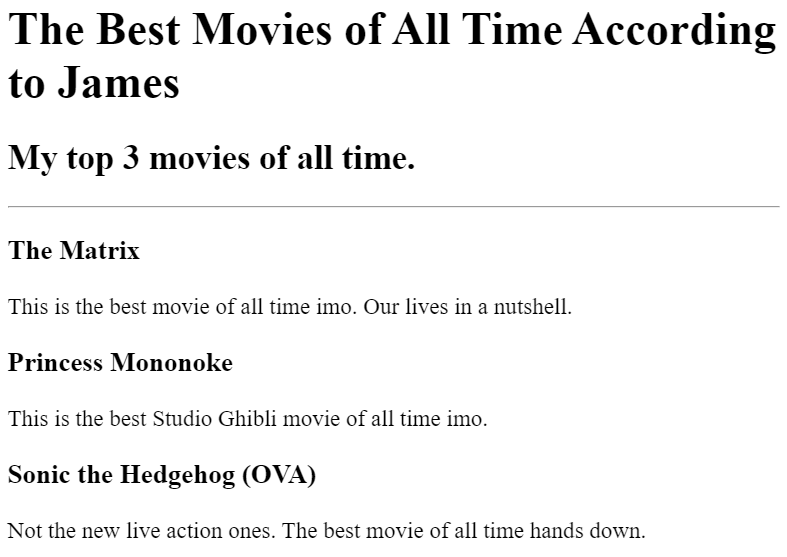 The Best Movies of All Time According
to James
My top 3 movies of all time.
The Matrix
This is the best movie of all time imo. Our lives in a nutshell.
Princess Mononoke
This is the best Studio Ghibli movie of all time imo.
Sonic the Hedgehog (OVA)
Not the new live action ones. The best movie of all time hands down.